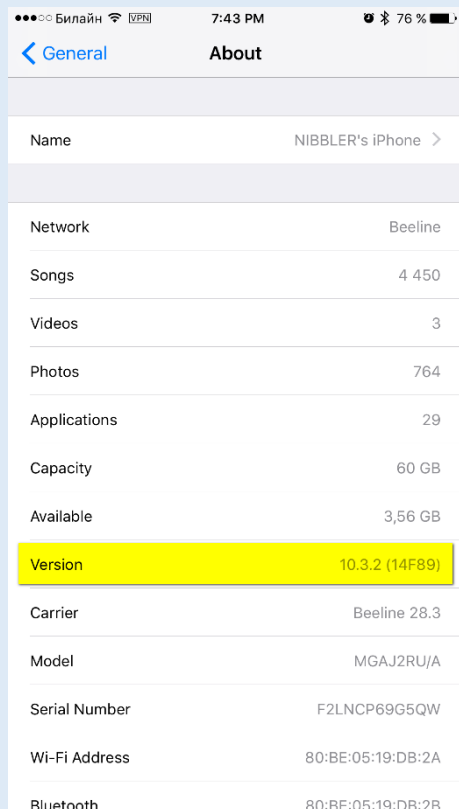 Билайн VPN 7:43 PM 76 %
General About
Name NIBBLER's iPhone
Network Beeline
Songs 4 450
Videos 3
Photos 764
Applications 29
Capacity 60 GB
Available 3,56 GB
Version 10.3.2 (14F89)
Carrier Beeline 28.3
Model MGAJ2RU/A
Serial Number F2LNCP69G5QW
Wi-Fi Address 80:BE:05:19:DB:2A
Bluetooth 80:BE:05:19:DB:2B